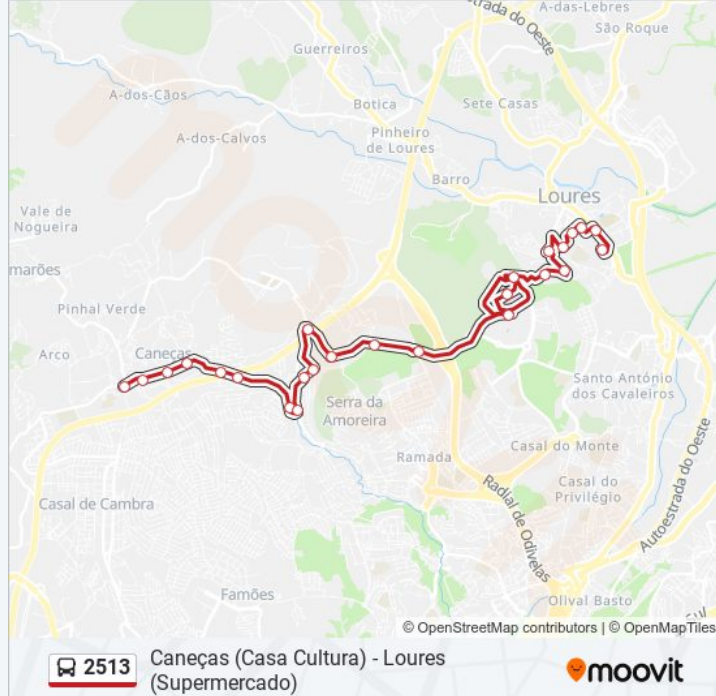 strada do Oeste
A-das-Lebres
São Roque
Guerreiros
A-dos-Cãos
Botica
Sete Casas
A-dos-Calvos
Pinheiro
de Loures
Barro
Loures
Vale de
Nogueira
marões
Pinhal Verde
Arco
Caneças
Santo António
dos Cavaleiros
Serra da
Amoreira
Ramada
Casal do Monte
Casal do
Privilégio
Radial de Odivelas
Autoestrada do Oeste
Casal de Cambra
Famões
Olival Basto
Sul
© OpenStreetMap contributors | © OpenMapTiles
2513
Caneças (Casa Cultura) - Loures
(Supermercado)
moovit